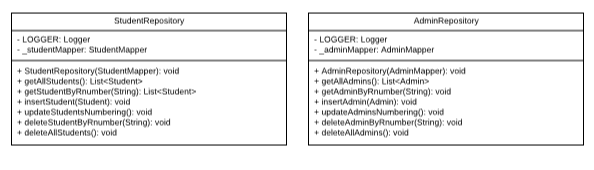 StudentRepository
- LOGGER: Logger
- _studentMapper: StudentMapper
+ StudentRepository(StudentMapper): void
+ getAllStudents(): List<Student>
+ getStudentByRnumber(String): List<Student>
+ insertStudent(Student): void
+ updateStudentsNumbering(): void
+ deleteStudentByRnumber(String): void
+ deleteAllStudents(): void
AdminRepository
- LOGGER: Logger
- _adminMapper: AdminMapper
+ AdminRepository(AdminMapper): void
+ getAllAdmins(): List<Admin>
+ getAdminByRnumber(String): void
+ insertAdmin(Admin): void
+ updateAdminsNumbering(): void
+ deleteAdminByRnumber(String): void
+ deleteAllAdmins(): void